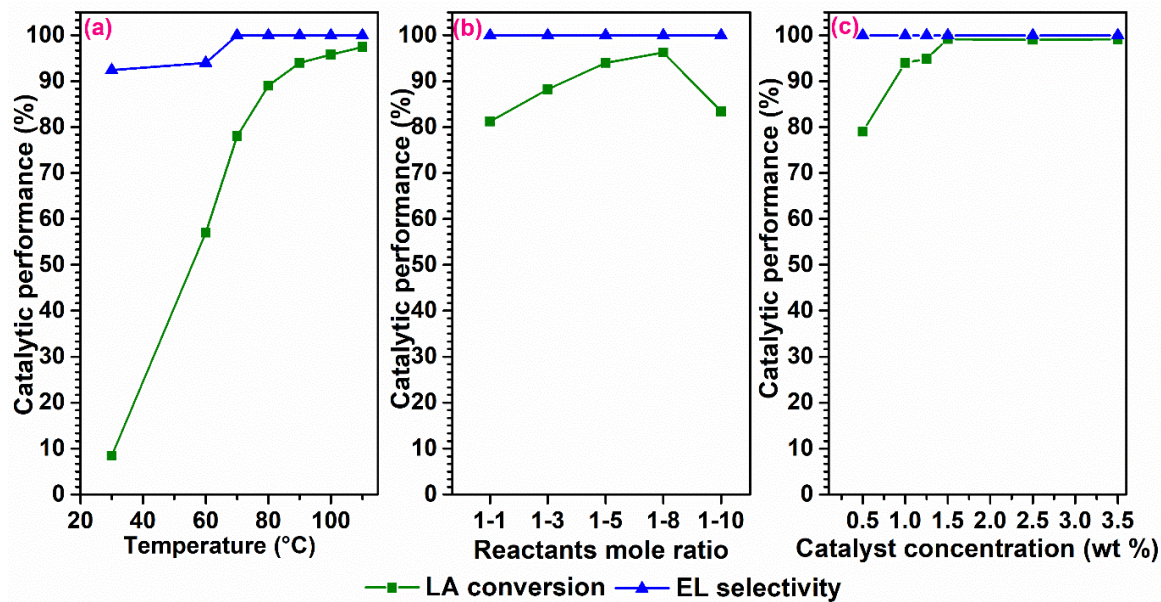 (a)
Catalytic performance (%)
100
90
80
70
60
50
40
30
20
10
0
20 40 60 80 100
Temperature (°C)
(b)
Catalytic performance (%)
100
90
80
70
60
50
40
30
20
10
0
1-1 1-3 1-5 1-8 1-10
Reactants mole ratio
(c)
Catalytic performance (%)
100
90
80
70
60
50
40
30
20
10
0
0.5 1.0 1.5 2.0 2.5 3.0 3.5
Catalyst concentration (wt %)
LA conversion EL selectivity